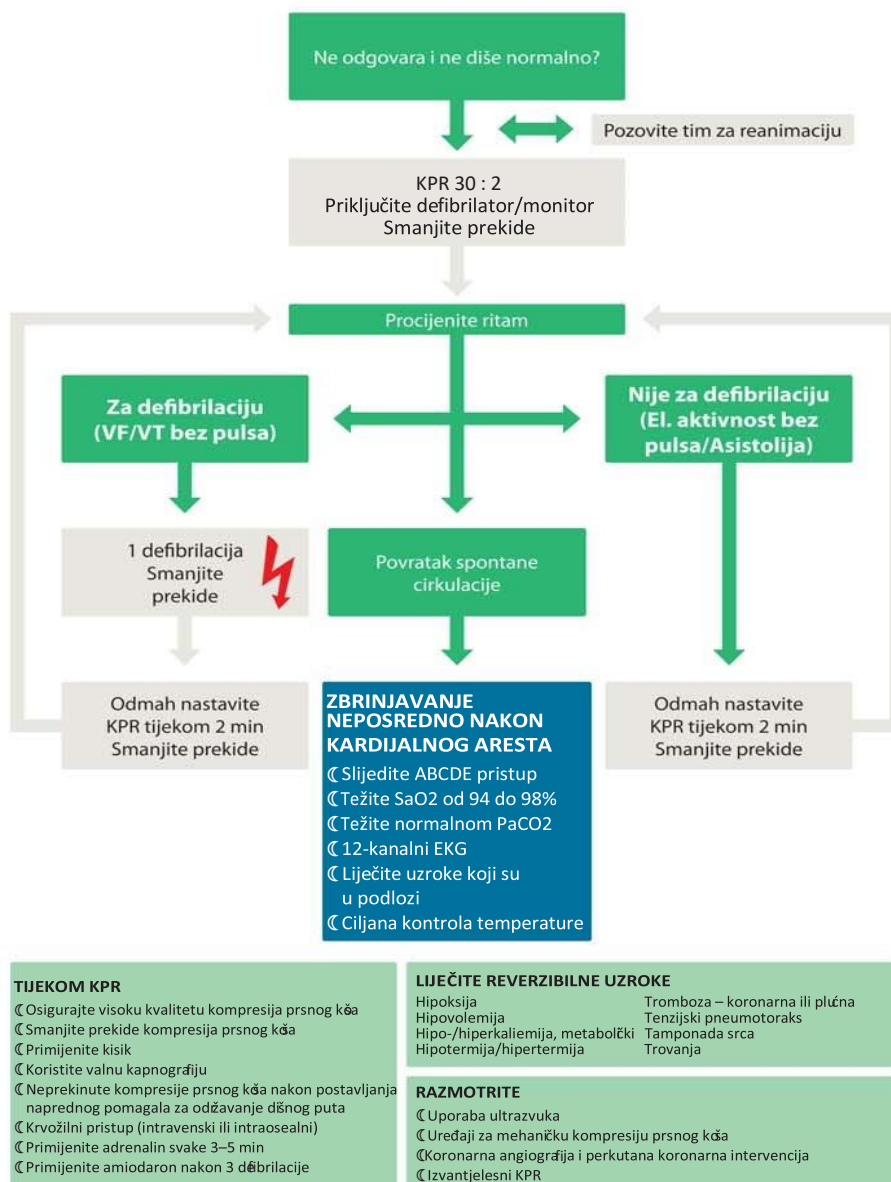 Ne odgovara i ne diše normalno?
Pozovite tim za reanimaciju
KPR 30 : 2
Priključite defibrilator/monitor
Smanjite prekide
Procijenite ritam
Za defibrilaciju
(VF/VT bez pulsa)
Nije za defibrilaciju
(El. aktivnost bez
pulsa/Asistolija)
1 defibrilacija
Smanjite
prekide
Povratak spontane
cirkulacije
Odmah nastavite
KPR tijekom 2 min
Smanjite prekide
ZBRINJAVANJE
NEPOSREDNO NAKON
KARDIJALNOG ARESTA
☾Slijedite ABCDE pristup
☾Težite SaO2 od 94 do 98%
☾Težite normalnom PaCO2
☾12-kanalni EKG
☾Liječite uzroke koji su
u podlozi
☾Ciljana kontrola temperature
Odmah nastavite
KPR tijekom 2 min
Smanjite prekide
TIJEKOM KPR
☾Osigurajte visoku kvalitetu kompresija prsnog koša
☾Smanjite prekide kompresija prsnog koša
☾Primijenite kisik
☾Koristite valnu kapnografiju
☾Neprekinute kompresije prsnog koša nakon postavljanja
naprednog pomagala za održavanje dišnog puta
☾Krvožilni pristup (intravenski ili intraosealni)
☾Primijenite adrenalin svake 3–5 min
☾Primijenite amiodaron nakon 3 defibrilacije
LIJEČITE REVERZIBILNE UZROKE
Hipoksija
Hipovolemija
Hipo-/hiperkaliemija, metabolički
Hipotermija/hipertermija
Tromboza – koronarna ili plućna
Tenzijski pneumotoraks
Tamponada srca
Trovanja
RAZMOTRITE
☾Uporaba ultrazvuka
☾Uređaji za mehaničku kompresiju prsnog koša
☾Koronarna angiografija i perkutana koronarna intervencija
☾Izvantjelesni KPR